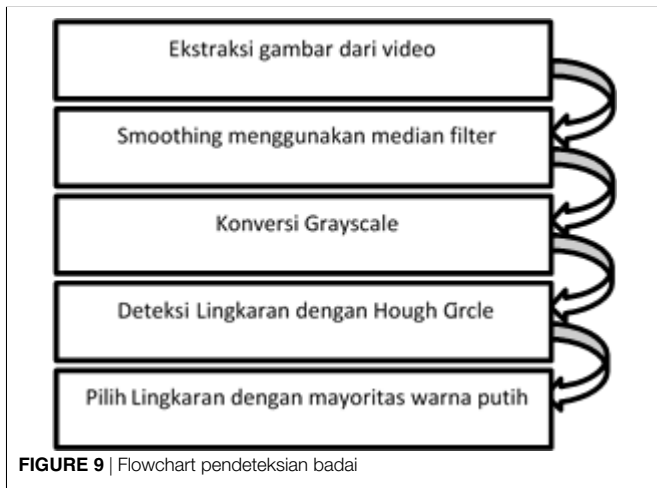 Ekstraksi gambar dari video
Smoothing menggunakan median filter
Konversi Grayscale
Deteksi Lingkaran dengan Hough Circle
Pilih Lingkaran dengan mayoritas warna putih
FIGURE 9 | Flowchart pendeteksian badai